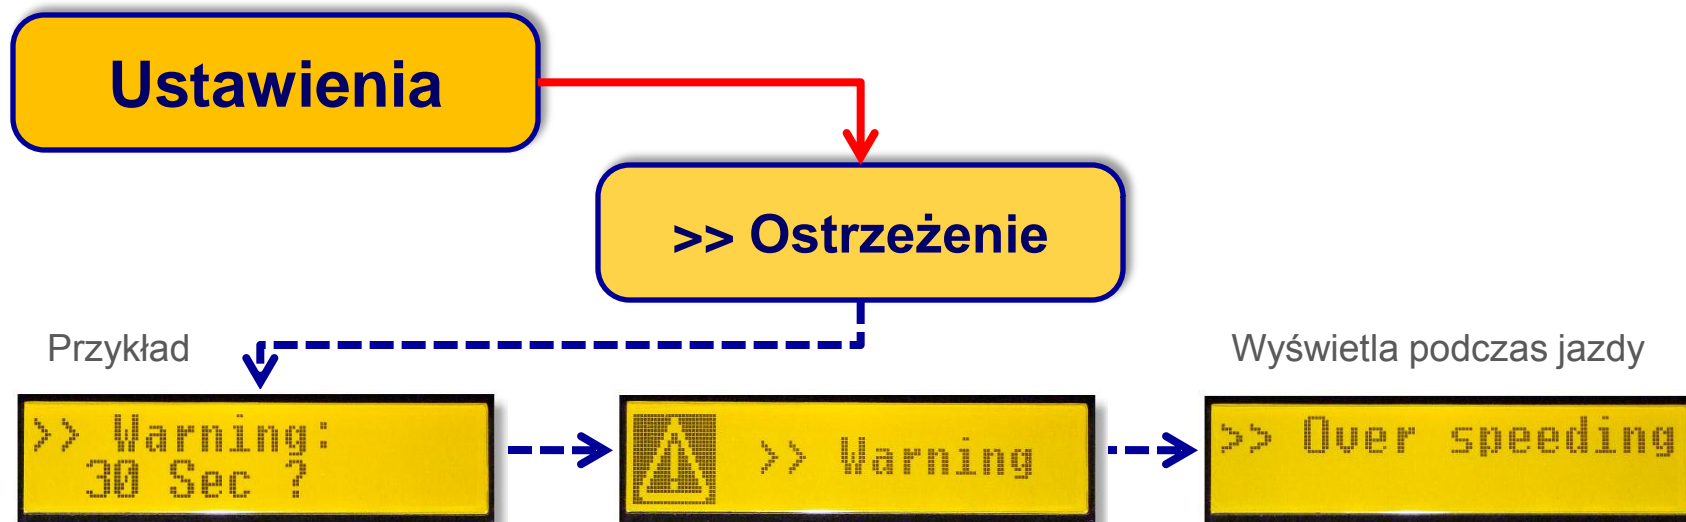 Ustawienia
>> Ostrzeżenie
Przykład
Wyświetla podczas jazdy
>> Warning:
30 Sec ?
>> Warning
>> Over speeding